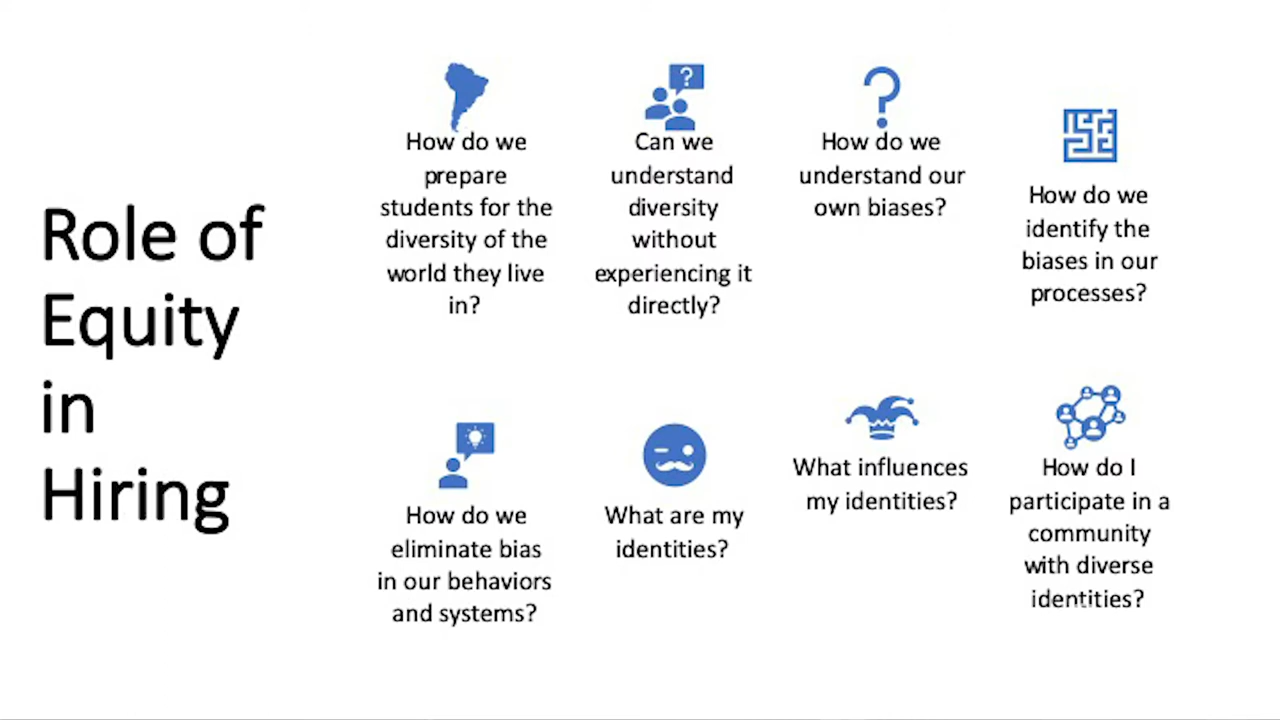 Role of
Equity
in
Hiring
How do we
prepare
students for the
diversity of the
world they live
in?
?
Can we
understand
diversity
without
experiencing it
directly?
?
How do we
understand our
own biases?
How do we
identify the
biases in our
processes?
How do we
eliminate bias
in our behaviors
and systems?
What are my
identities?
What influences
my identities?
How do I
participate in a
community
with diverse
identities?